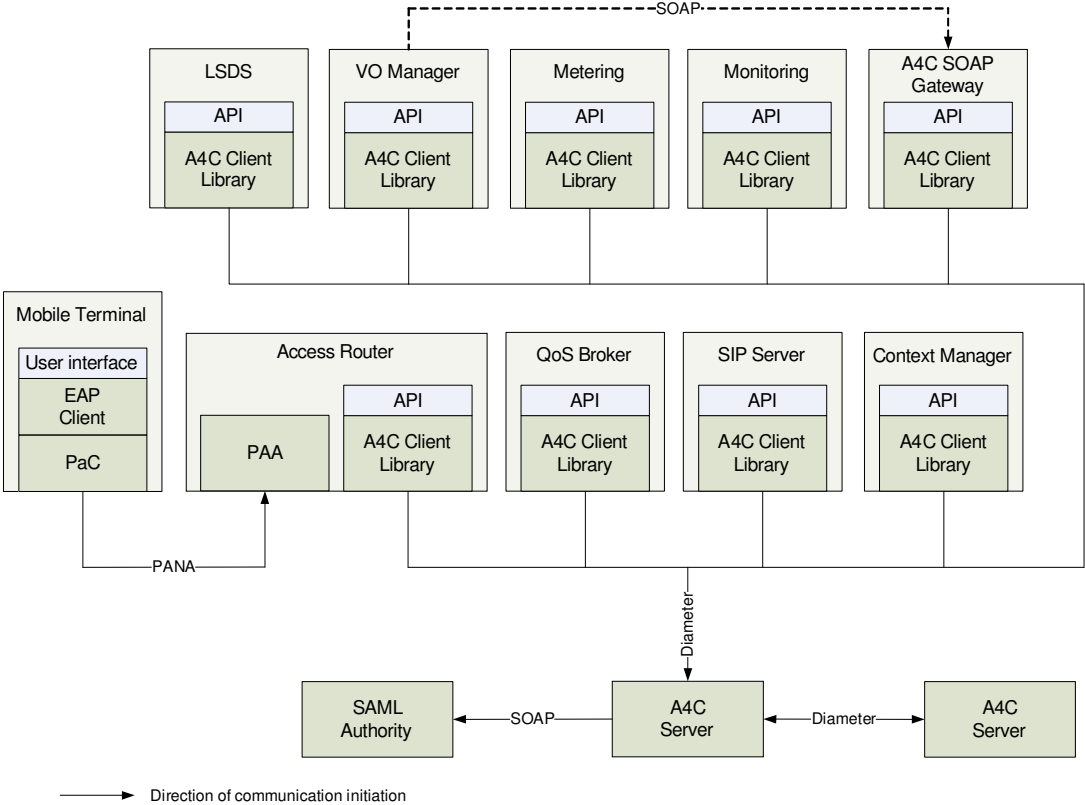 SOAP
LSDS
API
A4C Client
Library
VO Manager
API
A4C Client
Library
Metering
API
A4C Client
Library
Monitoring
API
A4C Client
Library
A4C SOAP
Gateway
API
A4C Client
Library
Mobile Terminal
User interface
EAP
Client
PaC
Access Router
PAA
API
A4C Client
Library
QoS Broker
API
A4C Client
Library
SIP Server
API
A4C Client
Library
Context Manager
API
A4C Client
Library
PANA
Diameter
SAML
Authority
SOAP
A4C
Server
Diameter
A4C
Server
Direction of communication initiation